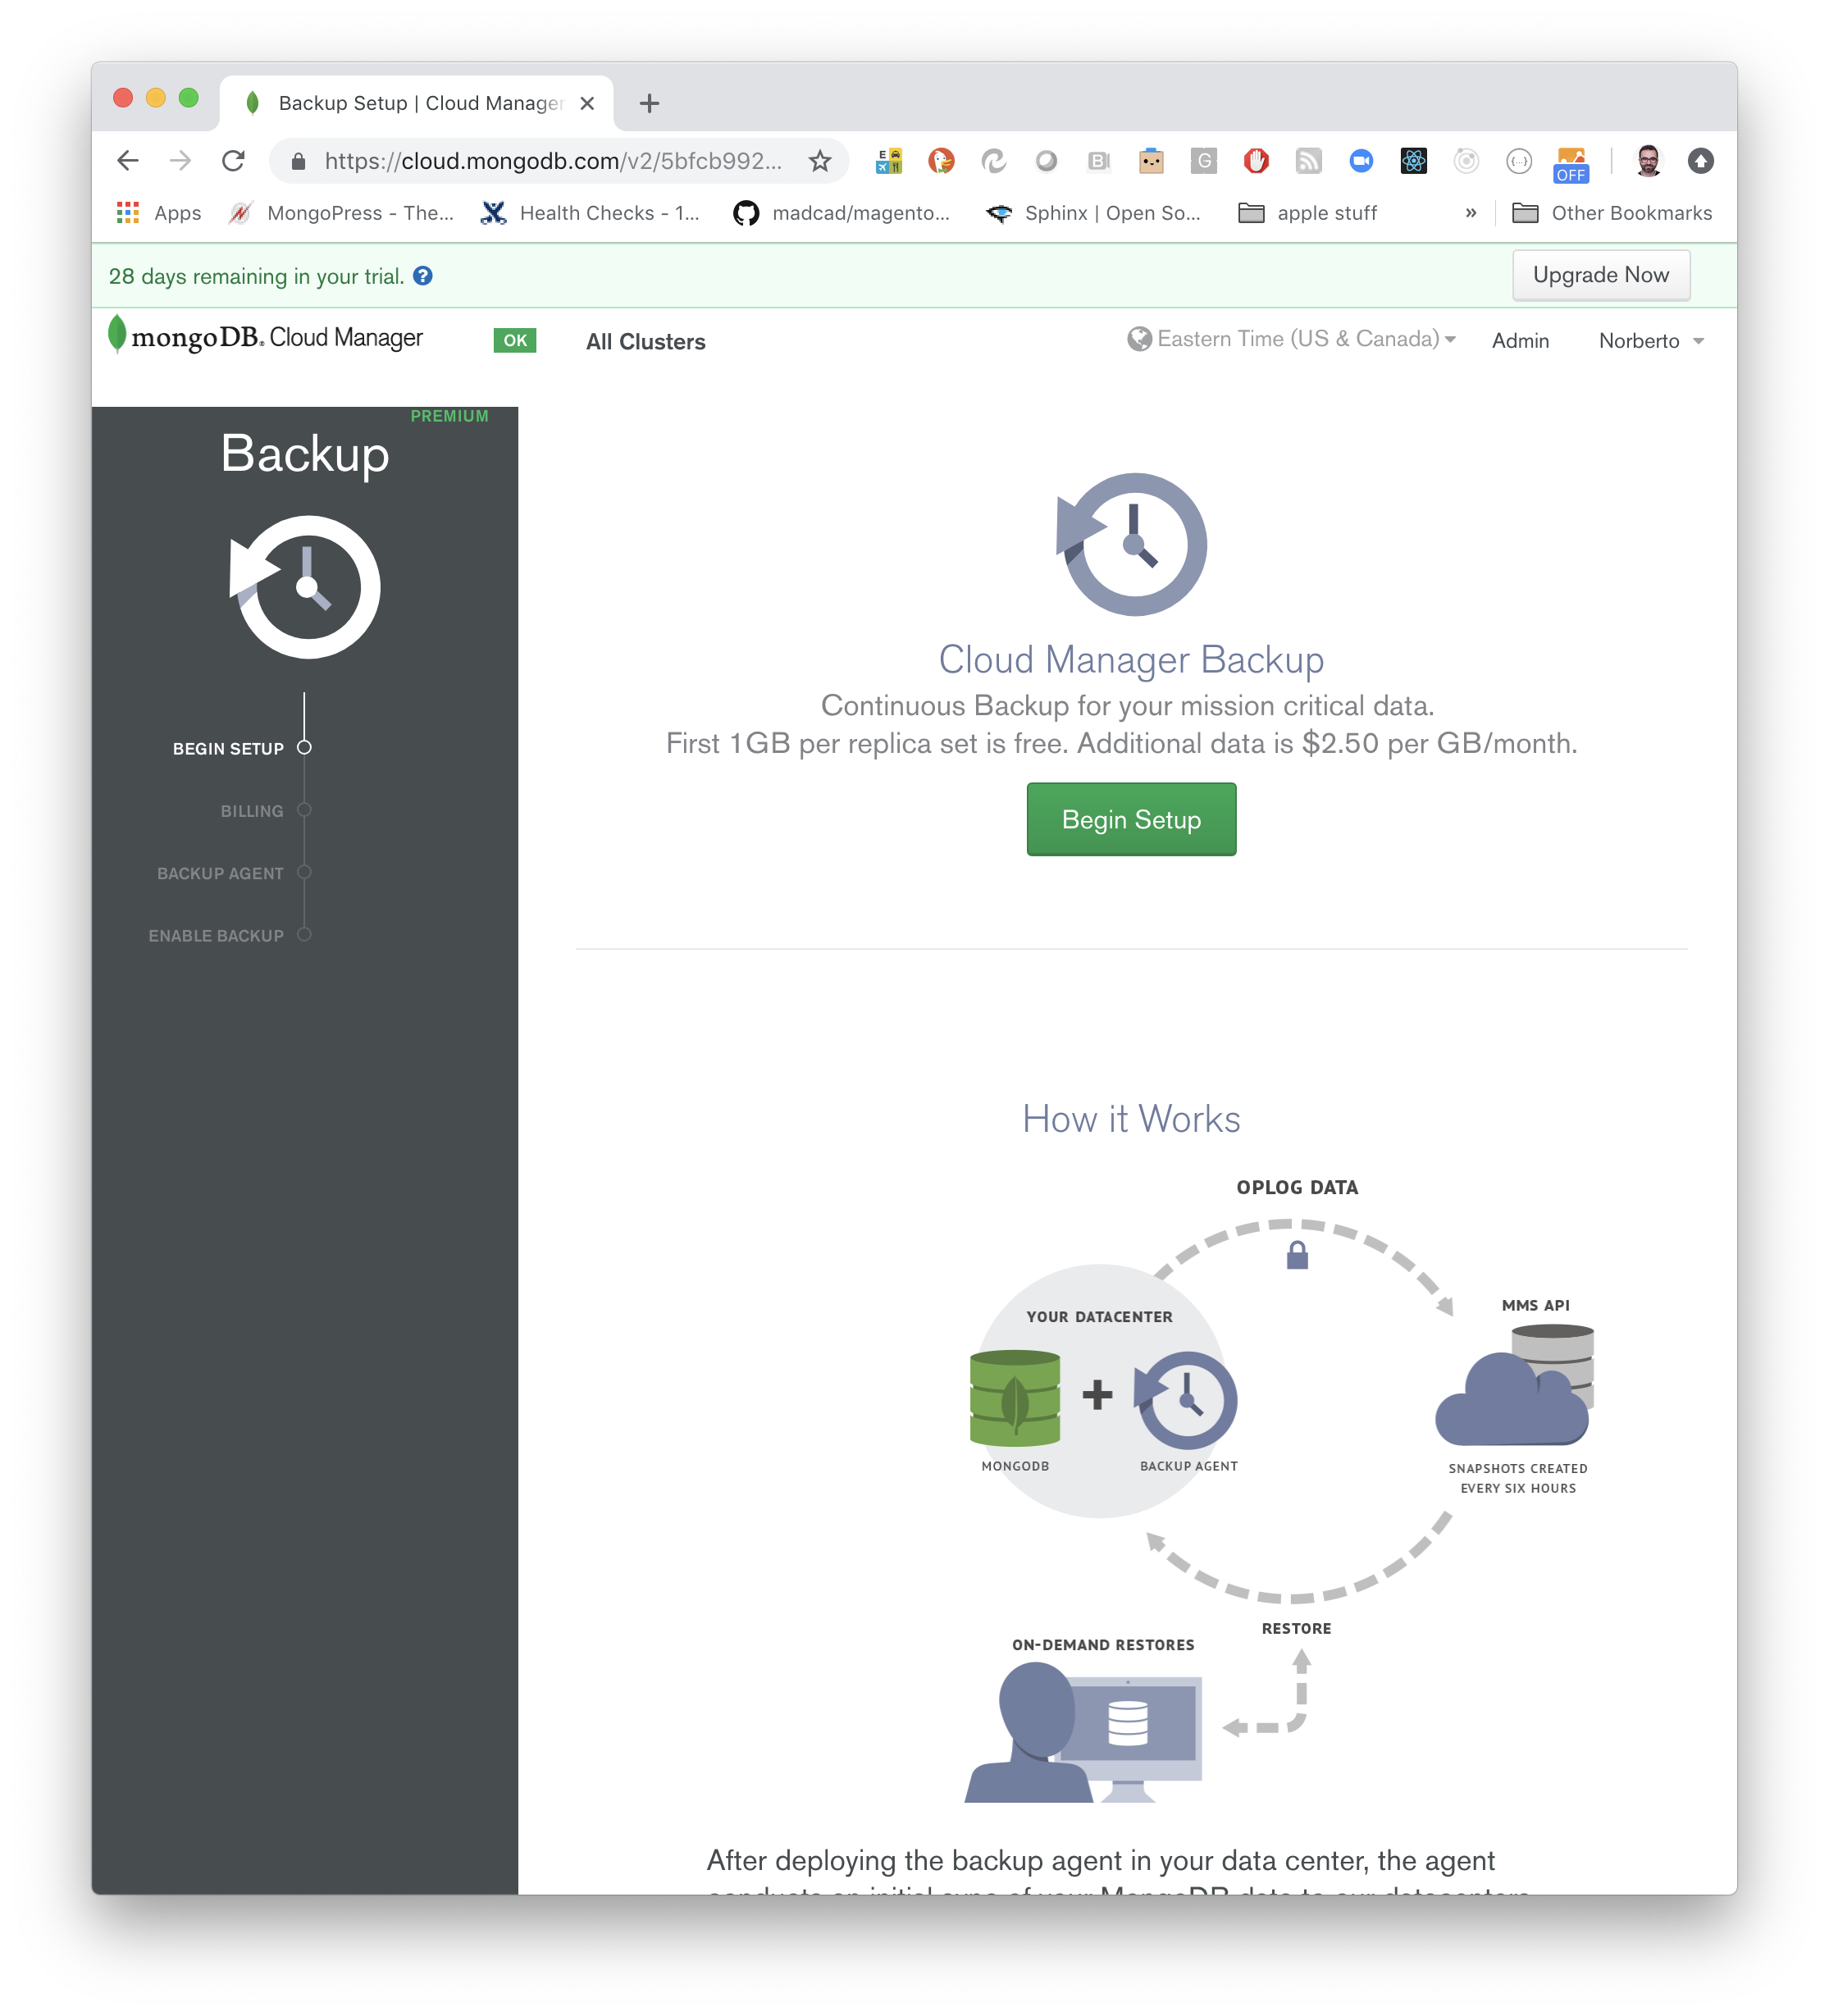 Backup Setup | Cloud Manager
https://cloud.mongodb.com/v2/5bfcb992...
OFF
Apps
MongoPress - The...
Health Checks - 1...
madcad/magento...
Sphinx | Open So...
apple stuff
»
Other Bookmarks
28 days remaining in your trial. ?
Upgrade Now
mongoDB. Cloud Manager
OK
All Clusters
Eastern Time (US & Canada)
Admin
Norberto
PREMIUM
Backup
BEGIN SETUP
BILLING
BACKUP AGENT
ENABLE BACKUP
Cloud Manager Backup
Continuous Backup for your mission critical data.
First 1GB per replica set is free. Additional data is $2.50 per GB/month.
Begin Setup
How it Works
OPLOG DATA
YOUR DATACENTER
MMS API
MONGODB
BACKUP AGENT
SNAPSHOTS CREATED
EVERY SIX HOURS
RESTORE
ON-DEMAND RESTORES
After deploying the backup agent in your data center, the agent